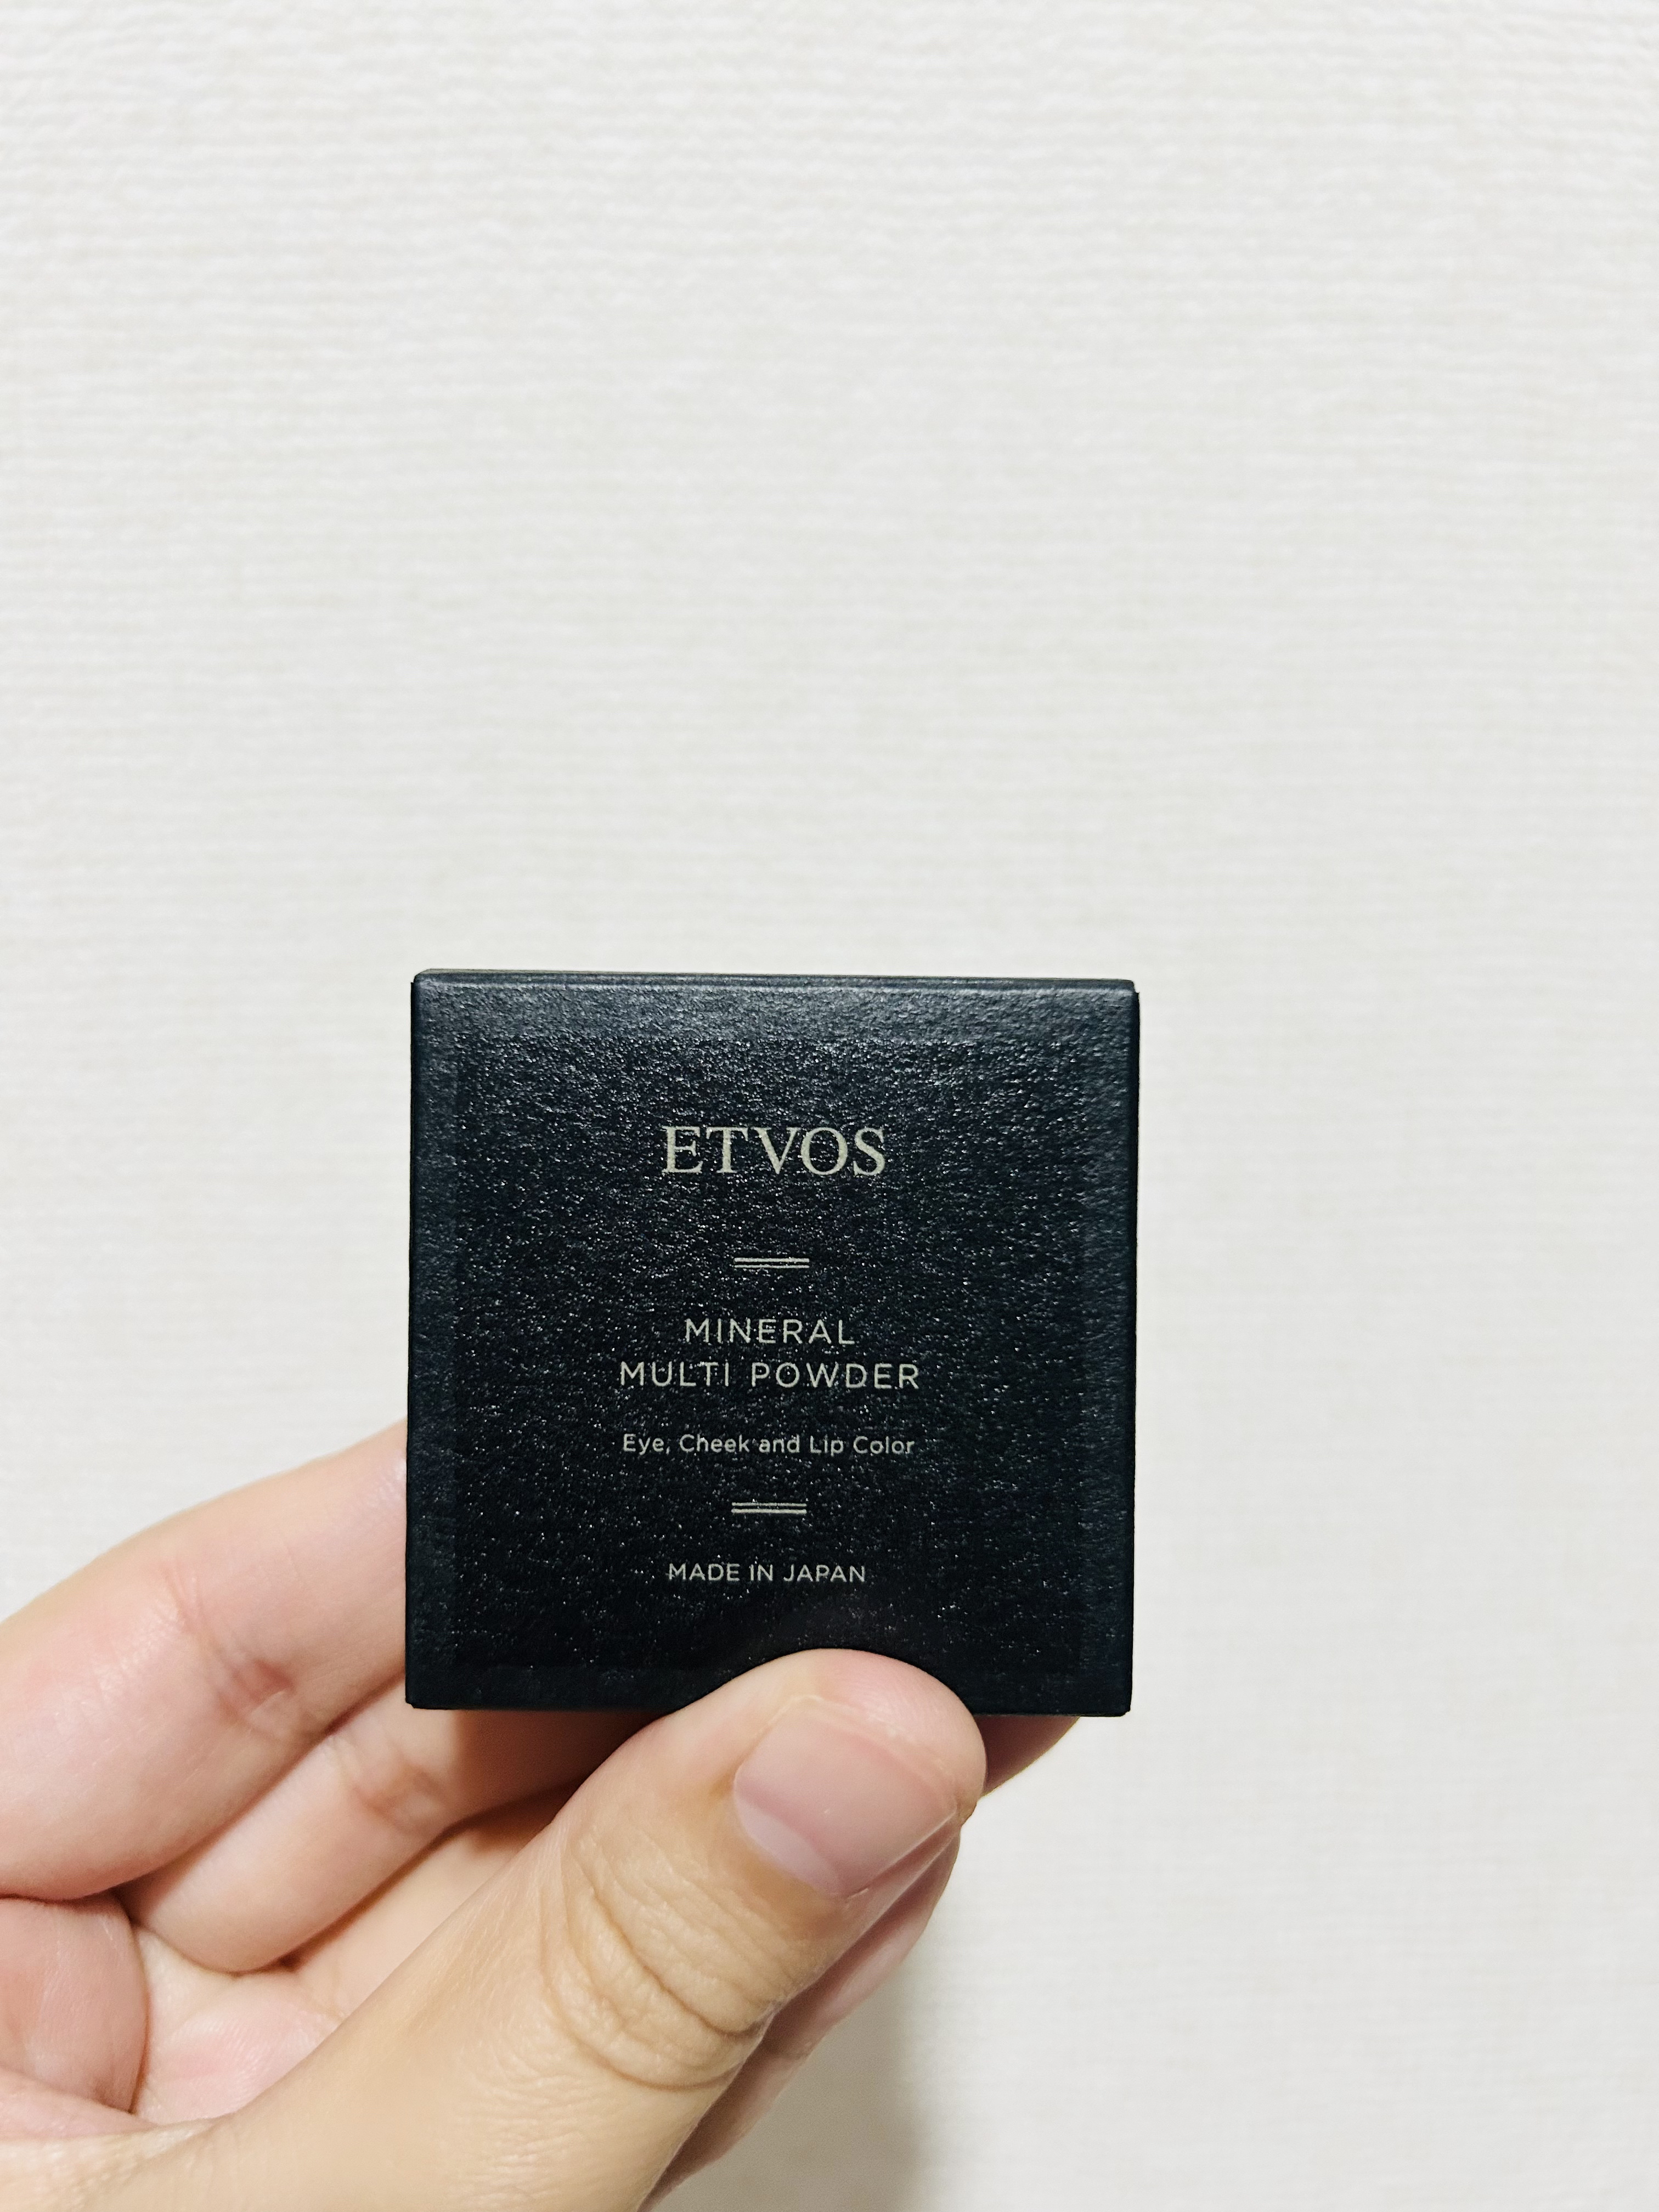 ETVOS
MINERAL
MULTI POWDER
Eye, Cheek and Lip Color
MADE IN JAPAN